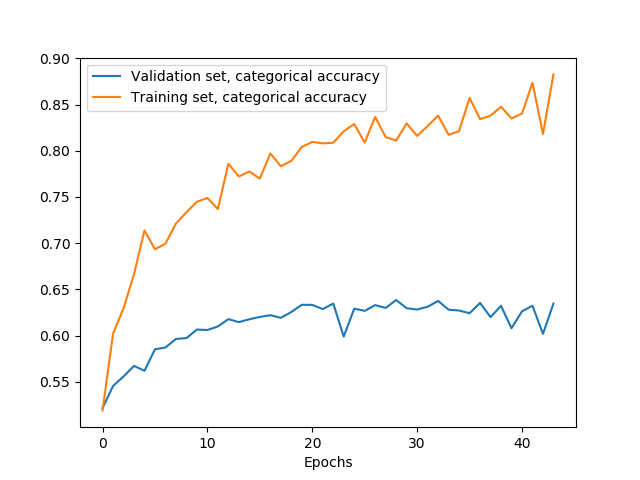 0.90
0.85
0.80
0.75
0.70
0.65
0.60
0.55
Validation set, categorical accuracy
Training set, categorical accuracy
0 10 20 30 40
Epochs